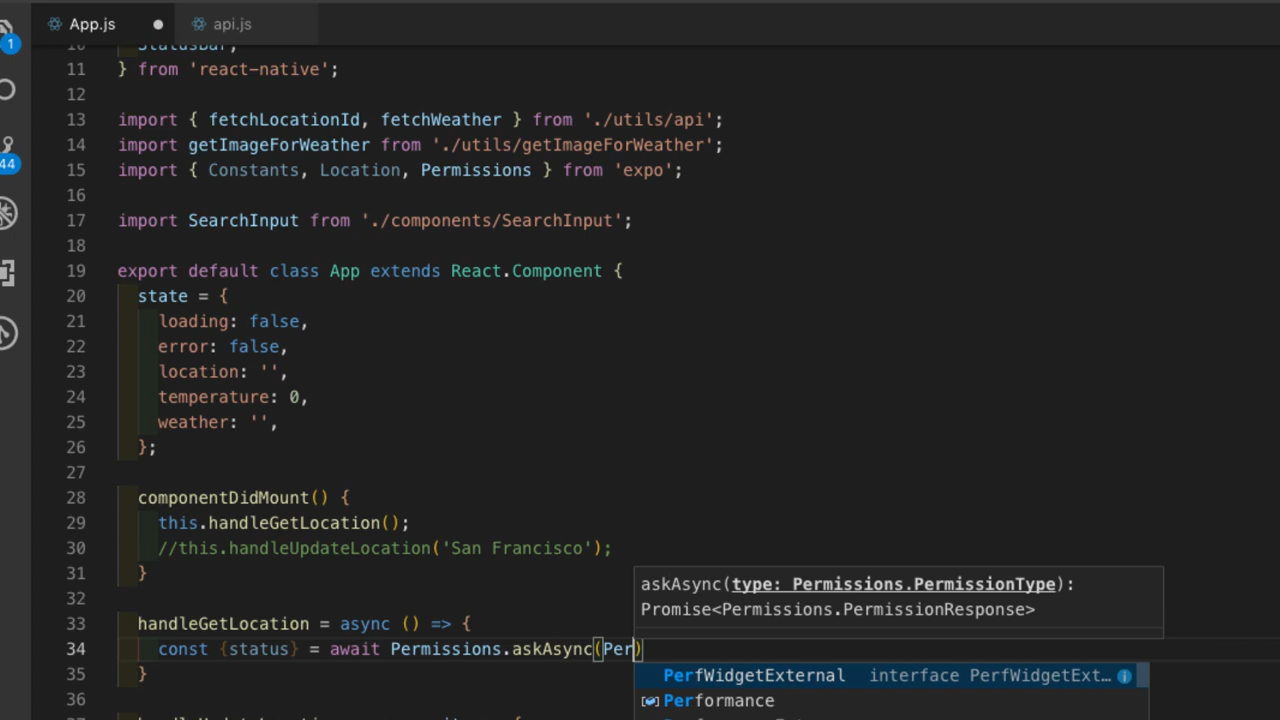 App.js
api.js
1
44
10 StatusBar,
11 } from 'react-native';
12
13 import { fetchLocationId, fetchWeather } from './utils/api';
14 import getImageForWeather from './utils/getImageForWeather';
15 import { Constants, Location, Permissions } from 'expo';
16
17 import SearchInput from './components/SearchInput';
18
19 export default class App extends React.Component {
20 state = {
21 loading: false,
22 error: false,
23 location: '',
24 temperature: 0,
25 weather: '',
26 };
27
28 componentDidMount() {
29 this.handleGetLocation();
30 //this.handleUpdateLocation('San Francisco');
31 }
32
33 handleGetLocation = async () => {
34 const {status} = await Permissions.askAsync(Per)
35 }
36
askAsync(type: Permissions.PermissionType):
Promise<Permissions.PermissionResponse>
PerfWidgetExternal interface PerfWidgetExt…
Performance